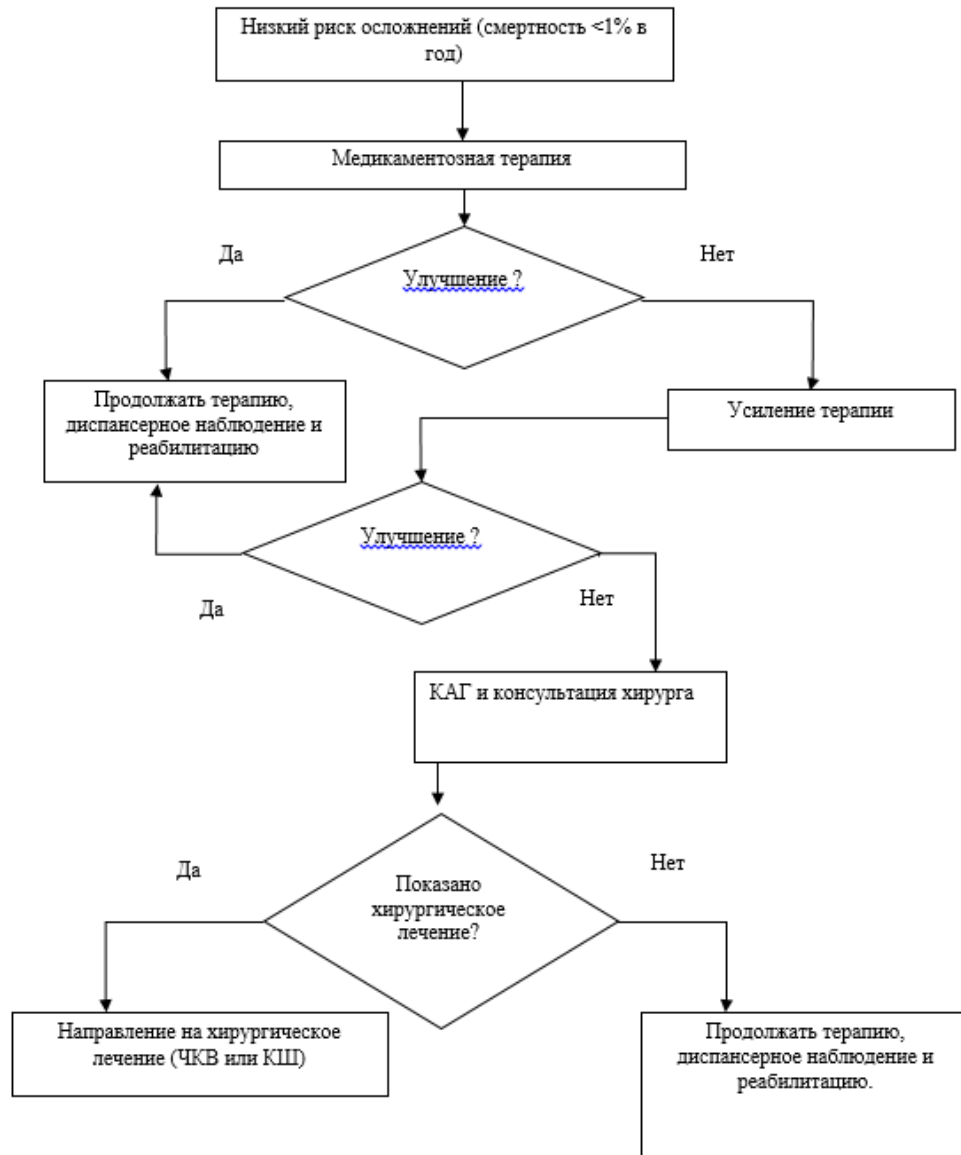 Низкий риск осложнений (смертность <1% в
год)
Медикаментозная терапия
Да
Нет
Улучшение ?
Продолжать терапию,
диспансерное наблюдение и
реабилитацию
Усиление терапии
Улучшение ?
Да
Нет
КАГ и консультация хирурга
Да
Нет
Показано
хирургическое
лечение?
Направление на хирургическое
лечение (ЧКВ или КШ)
Продолжать терапию,
диспансерное наблюдение и
реабилитацию.